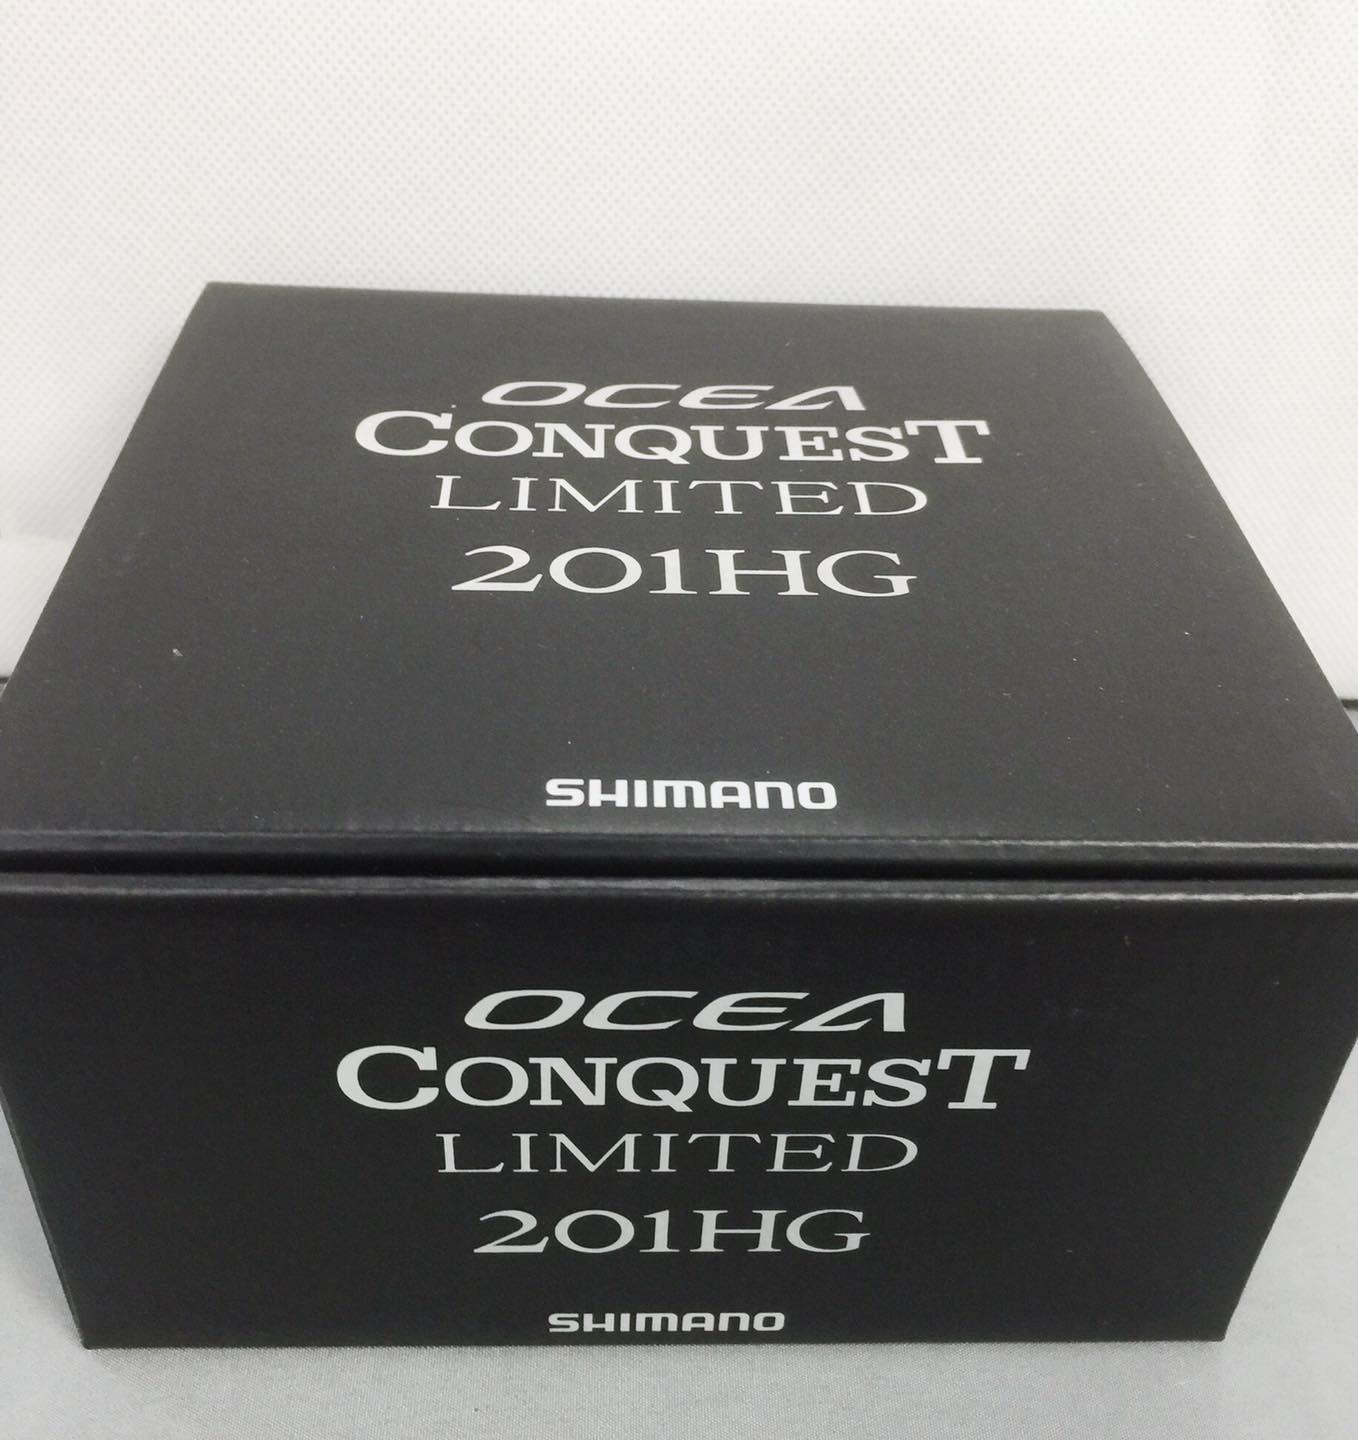 OCEA
CONQUEST
LIMITED
201HG
SHIMANO
OCEA
CONQUEST
LIMITED
201HG
SHIMANO